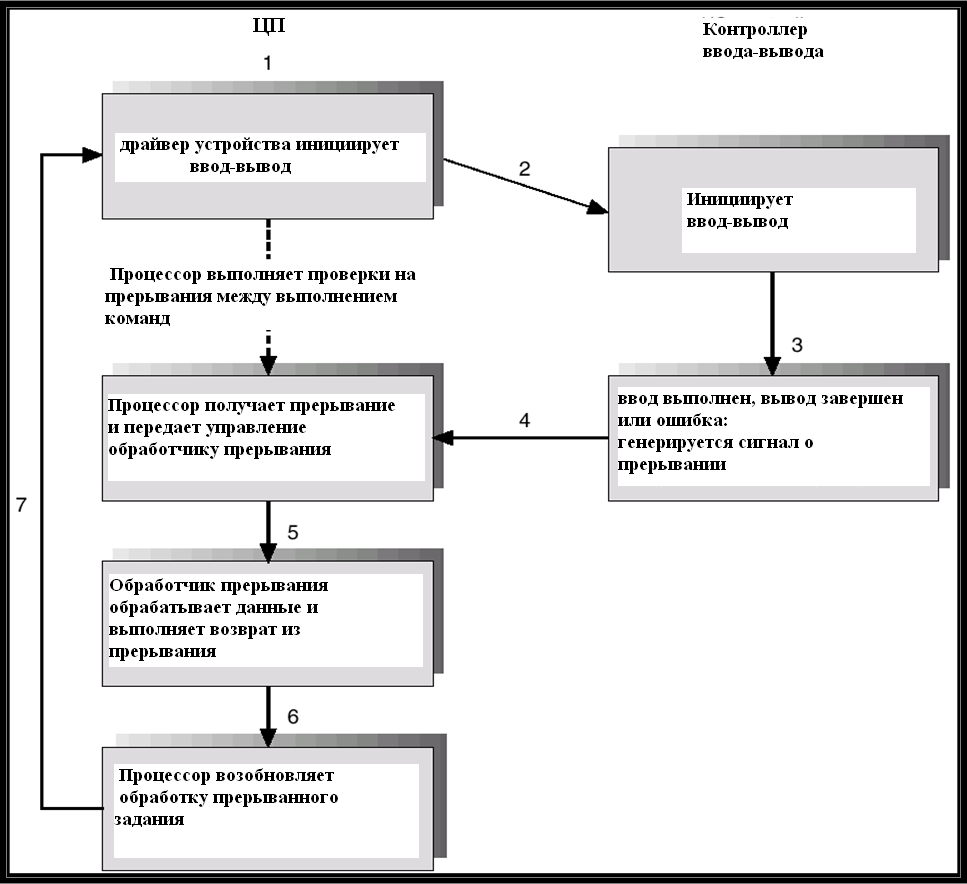 ЦП
Контроллер
ввода-вывода
1
драйвер устройства инициирует
ввод-вывод
2
Инициирует
ввод-вывод
Процессор выполняет проверки на
прерывания между выполнением
команд
3
Процессор получает прерывание
и передает управление
обработчику прерывания
4
ввод выполнен, вывод завершен
или ошибка:
генерируется сигнал о
прерывании
7
5
Обработчик прерывания
обрабатывает данные и
выполняет возврат из
прерывания
6
Процессор возобновляет
обработку прерыванного
задания